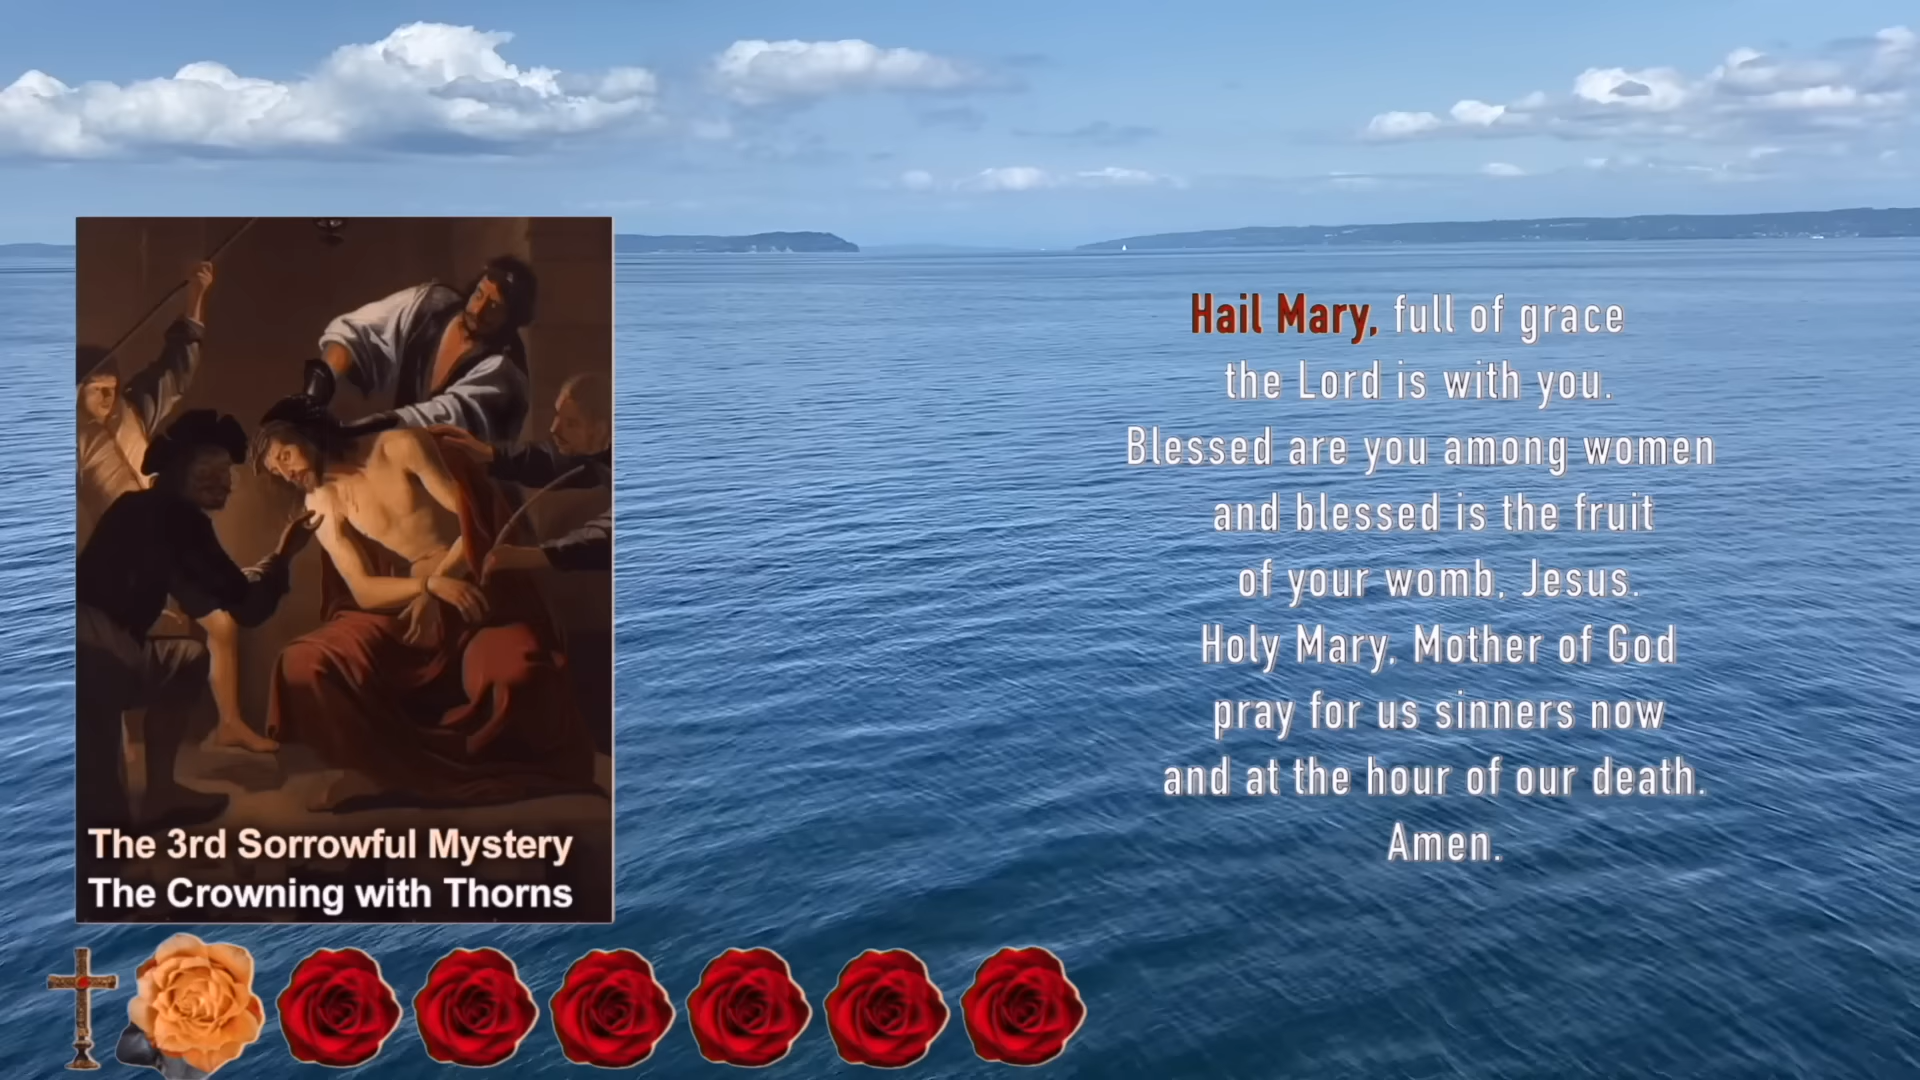 Hail Mary, full of grace
the Lord is with you.
Blessed are you among women
and blessed is the fruit
of your womb, Jesus.
Holy Mary, Mother of God
pray for us sinners now
and at the hour of our death.
Amen.
The 3rd Sorrowful Mystery
The Crowning with Thorns